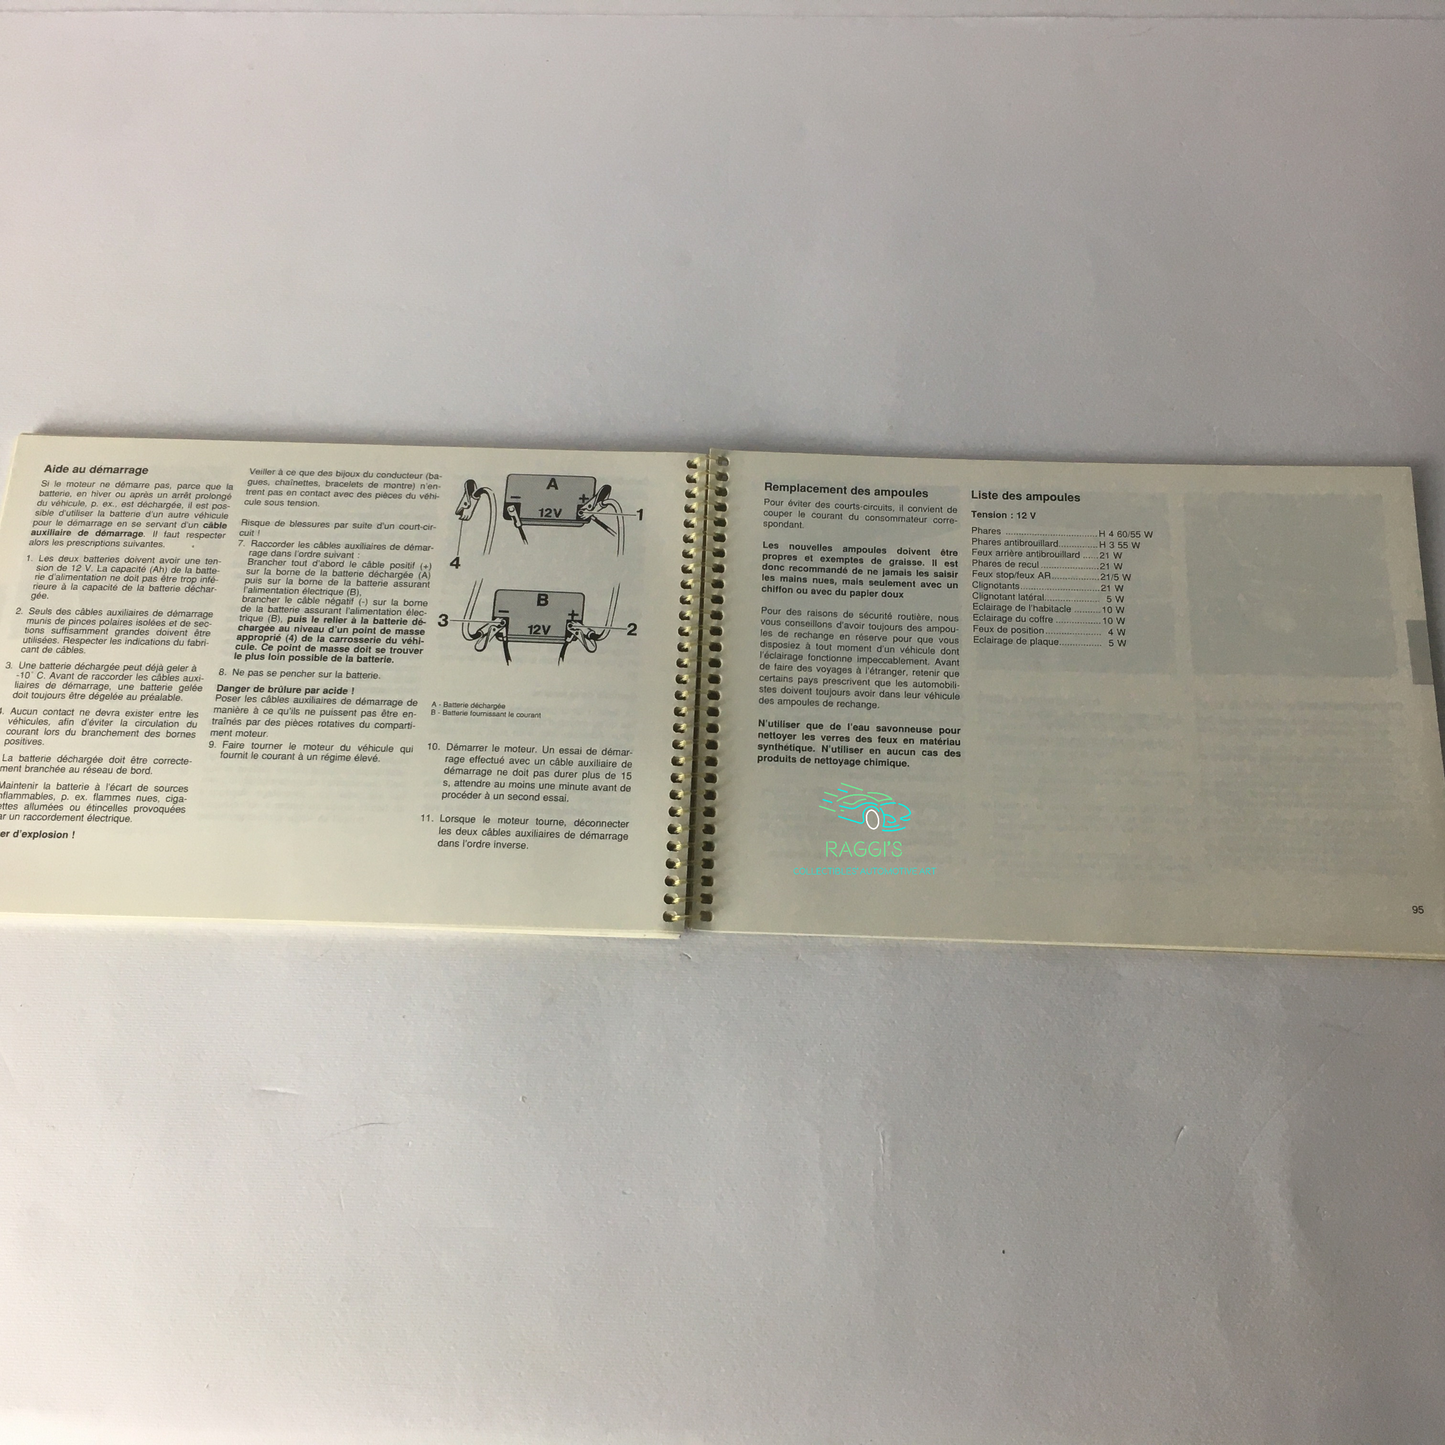 Aide au démarrage
Si le moteur ne démarre pas, parce que la
batterie, en hiver ou après un arrêt prolongé
du véhicule, p. ex., est déchargée, il est pos-
sible d'utiliser la batterie d'un autre véhicule
pour le démarrage en se servant d'un câble
auxiliaire de démarrage. Il faut respecter
alors les prescriptions suivantes.
1. Les deux batteries doivent avoir une ten-
sion de 12 V. La capacité (Ah) de la batte-
rie d'alimentation ne doit pas être trop infé-
rieure à la capacité de la batterie déchar-
gée.
2. Seuls des câbles auxiliaires de démarrage
munis de pinces polaires isolées et de sec-
tions suffisamment grandes doivent être
utilisées. Respecter les indications du fabri-
cant de câbles.
3. Une batterie déchargée peut déjà geler à
-10° C. Avant de raccorder les câbles auxi-
liaires de démarrage, une batterie gelée
doit toujours être dégelée au préalable.
Aucun contact ne devra exister entre les
véhicules, afin d'éviter la circulation du
courant lors du branchement des bornes
positives.
La batterie déchargée doit être correcte-
ment branchée au réseau de bord.
Maintenir la batterie à l'écart de sources
nflammables, p. ex. flammes nues, ciga-
ettes allumées ou étincelles provoquées
ar un raccordement électrique.
er d'explosion !
Veiller à ce que des bijoux du conducteur (ba-
gues, chaînettes, bracelets de montre) n'en-
trent pas en contact avec des pièces du véhi-
cule sous tension.
Risque de blessures par suite d'un court-cir-
cuit !
7. Raccorder les câbles auxiliaires de démar-
rage dans l'ordre suivant :
Brancher tout d'abord le câble positif (+)
sur la borne de la batterie déchargée (A)
puis sur la borne de la batterie assurant
l'alimentation électrique (B),
brancher le câble négatif (-) sur la borne
de la batterie assurant l'alimentation élec-
trique (B), puis le relier à la batterie dé-
chargée au niveau d'un point de masse
approprié (4) de la carrosserie du véhi-
cule. Ce point de masse doit se trouver
le plus loin possible de la batterie.
8. Ne pas se pencher sur la batterie.
Danger de brûlure par acide !
Poser les câbles auxiliaires de démarrage de
manière à ce qu'ils ne puissent pas être en-
traînés par des pièces rotatives du comparti-
ment moteur.
9. Faire tourner le moteur du véhicule qui
fournit le courant à un régime élevé.
A
− +
12V
1
4
B
− +
12V
3
2
A - Batterie déchargée
B - Batterie fournissant le courant
10. Démarrer le moteur. Un essai de démar-
rage effectué avec un câble auxiliaire de
démarrage ne doit pas durer plus de 15
s, attendre au moins une minute avant de
procéder à un second essai.
11. Lorsque le moteur tourne, déconnecter
les deux câbles auxiliaires de démarrage
dans l'ordre inverse.
Remplacement des ampoules
Pour éviter des courts-circuits, il convient de
couper le courant du consommateur corre-
spondant.
Les nouvelles ampoules doivent être
propres et exemptes de graisse. Il est
donc recommandé de ne jamais les saisir
les mains nues, mais seulement avec un
chiffon ou avec du papier doux
Pour des raisons de sécurité routière, nous
vous conseillons d'avoir toujours des ampou-
les de rechange en réserve pour que vous
disposiez à tout moment d'un véhicule dont
l'éclairage fonctionne impeccablement. Avant
de faire des voyages à l'étranger, retenir que
certains pays prescrivent que les automobili-
stes doivent toujours avoir dans leur véhicule
des ampoules de rechange.
N'utiliser que de l'eau savonneuse pour
nettoyer les verres des feux en matériau
synthétique. N'utiliser en aucun cas des
produits de nettoyage chimique.
RAGGI'S
COLLECTIBLES AUTOMOTIVE ART
Liste des ampoules
Tension : 12 V
Phares ..................................H 4 60/55 W
Phares antibrouillard..............H 3 55 W
Feux arrière antibrouillard ......21 W
Phares de recul .....................21 W
Feux stop/feux AR.................21/5 W
Clignotants............................21 W
Clignotant latéral.................... 5 W
Eclairage de l'habitacle .........10 W
Eclairage du coffre ................10 W
Feux de position.................... 4 W
Eclairage de plaque............... 5 W
95